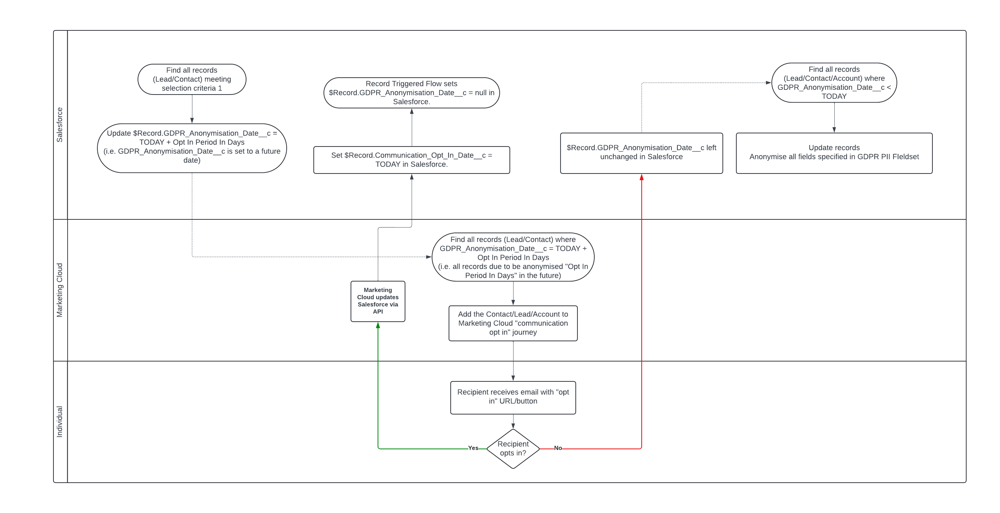 Salesforce
Find all records
(Lead/Contact) meeting
selection criteria 1
Update $Record.GDPR_Anonymisation_Date__c =
TODAY + Opt In Period In Days
(i.e. GDPR_Anonymisation_Date__c is set to a future
date)
Record Triggered Flow sets
$Record.GDPR_Anonymisation_Date__c = null in
Salesforce.
Set $Record.Communication_Opt_In_Date__c =
TODAY in Salesforce.
$Record.GDPR_Anonymisation_Date__c left
unchanged in Salesforce
Find all records
(Lead/Contact/Account) where
GDPR_Anonymisation_Date__c <
TODAY
Update records
Anonymise all fields specified in GDPR PII FIeldset
Marketing Cloud
Marketing
Cloud updates
Salesforce via
API
Find all records (Lead/Contact) where
GDPR_Anonymisation_Date__c = TODAY +
Opt In Period In Days
(i.e. all records due to be anonymised "Opt In
Period In Days" in the future)
Add the Contact/Lead/Account to
Marketing Cloud "communication
opt in" journey
Individual
Recipient receives email with "opt
in" URL/button
Yes
Recipient
opts in?
No